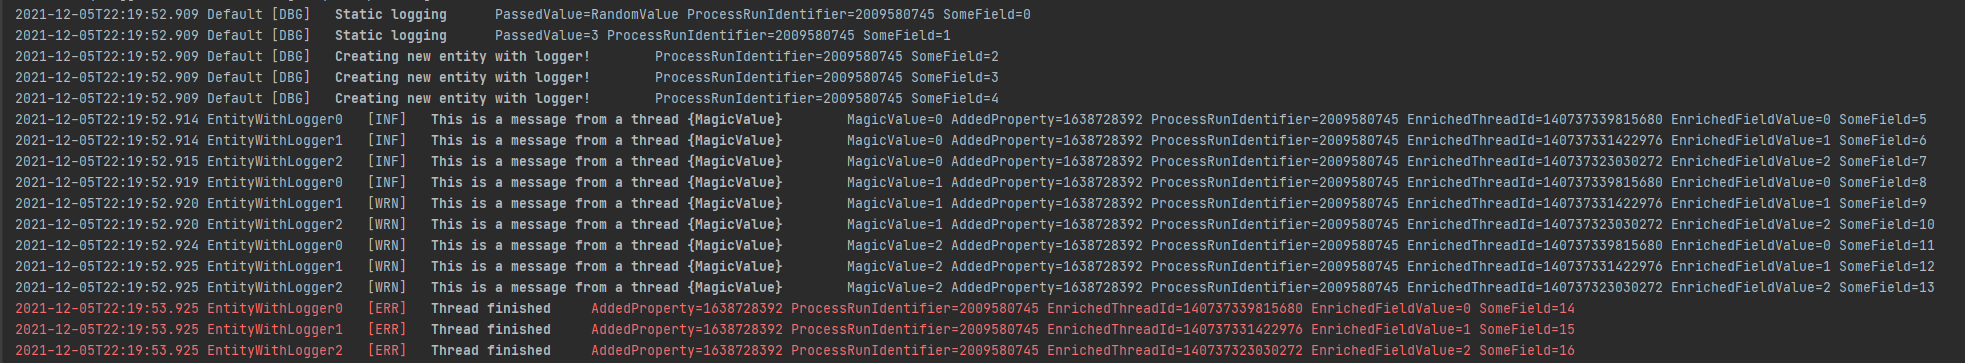 2021-12-05T22:19:52.909 Default [DBG] Static logging PassedValue=RandomValue ProcessRunIdentifier=2009580745 SomeField=0
2021-12-05T22:19:52.909 Default [DBG] Static logging PassedValue=3 ProcessRunIdentifier=2009580745 SomeField=1
2021-12-05T22:19:52.909 Default [DBG] Creating new entity with logger! ProcessRunIdentifier=2009580745 SomeField=2
2021-12-05T22:19:52.909 Default [DBG] Creating new entity with logger! ProcessRunIdentifier=2009580745 SomeField=3
2021-12-05T22:19:52.909 Default [DBG] Creating new entity with logger! ProcessRunIdentifier=2009580745 SomeField=4
2021-12-05T22:19:52.914 EntityWithLogger0 [INF] This is a message from a thread {MagicValue} MagicValue=0 AddedProperty=1638728392 ProcessRunIdentifier=2009580745 EnrichedThreadId=140737339815680 EnrichedFieldValue=0 SomeField=5
2021-12-05T22:19:52.914 EntityWithLogger1 [INF] This is a message from a thread {MagicValue} MagicValue=0 AddedProperty=1638728392 ProcessRunIdentifier=2009580745 EnrichedThreadId=140737331422976 EnrichedFieldValue=1 SomeField=6
2021-12-05T22:19:52.915 EntityWithLogger2 [INF] This is a message from a thread {MagicValue} MagicValue=0 AddedProperty=1638728392 ProcessRunIdentifier=2009580745 EnrichedThreadId=140737323030272 EnrichedFieldValue=2 SomeField=7
2021-12-05T22:19:52.919 EntityWithLogger0 [INF] This is a message from a thread {MagicValue} MagicValue=1 AddedProperty=1638728392 ProcessRunIdentifier=2009580745 EnrichedThreadId=140737339815680 EnrichedFieldValue=0 SomeField=8
2021-12-05T22:19:52.920 EntityWithLogger1 [WRN] This is a message from a thread {MagicValue} MagicValue=1 AddedProperty=1638728392 ProcessRunIdentifier=2009580745 EnrichedThreadId=140737331422976 EnrichedFieldValue=1 SomeField=9
2021-12-05T22:19:52.920 EntityWithLogger2 [WRN] This is a message from a thread {MagicValue} MagicValue=1 AddedProperty=1638728392 ProcessRunIdentifier=2009580745 EnrichedThreadId=140737323030272 EnrichedFieldValue=2 SomeField=10
2021-12-05T22:19:52.924 EntityWithLogger0 [WRN] This is a message from a thread {MagicValue} MagicValue=2 AddedProperty=1638728392 ProcessRunIdentifier=2009580745 EnrichedThreadId=140737339815680 EnrichedFieldValue=0 SomeField=11
2021-12-05T22:19:52.925 EntityWithLogger1 [WRN] This is a message from a thread {MagicValue} MagicValue=2 AddedProperty=1638728392 ProcessRunIdentifier=2009580745 EnrichedThreadId=140737331422976 EnrichedFieldValue=1 SomeField=12
2021-12-05T22:19:52.925 EntityWithLogger2 [WRN] This is a message from a thread {MagicValue} MagicValue=2 AddedProperty=1638728392 ProcessRunIdentifier=2009580745 EnrichedThreadId=140737323030272 EnrichedFieldValue=2 SomeField=13
2021-12-05T22:19:53.925 EntityWithLogger0 [ERR] Thread finished AddedProperty=1638728392 ProcessRunIdentifier=2009580745 EnrichedThreadId=140737339815680 EnrichedFieldValue=0 SomeField=14
2021-12-05T22:19:53.925 EntityWithLogger1 [ERR] Thread finished AddedProperty=1638728392 ProcessRunIdentifier=2009580745 EnrichedThreadId=140737331422976 EnrichedFieldValue=1 SomeField=15
2021-12-05T22:19:53.925 EntityWithLogger2 [ERR] Thread finished AddedProperty=1638728392 ProcessRunIdentifier=2009580745 EnrichedThreadId=140737323030272 EnrichedFieldValue=2 SomeField=16